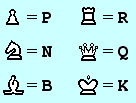 = P = R
= N = Q
= B = K